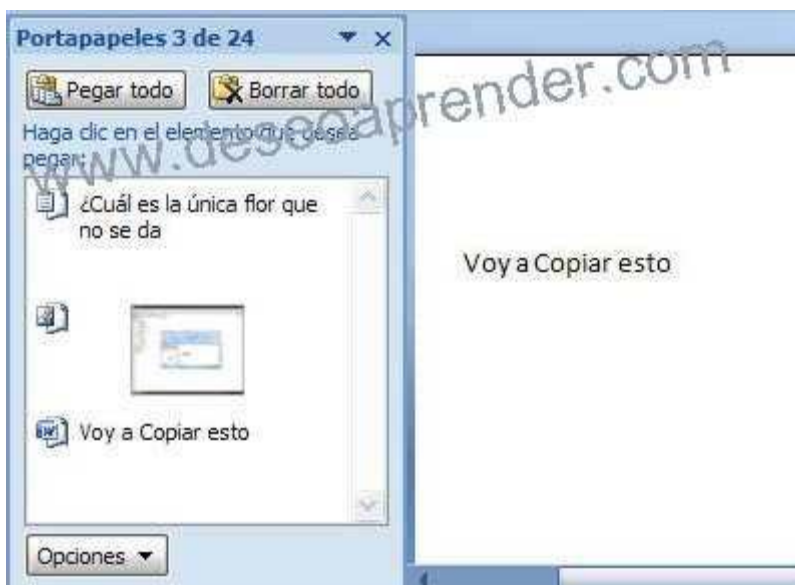 Portapapeles 3 de 24
Pegar todo
Borrar todo
Haga clic en el elemento que desea
pegar:
¿Cuál es la única flor que
no se da
Voy a Copiar esto
Opciones
Voy a Copiar esto
www.deseoaprender.com